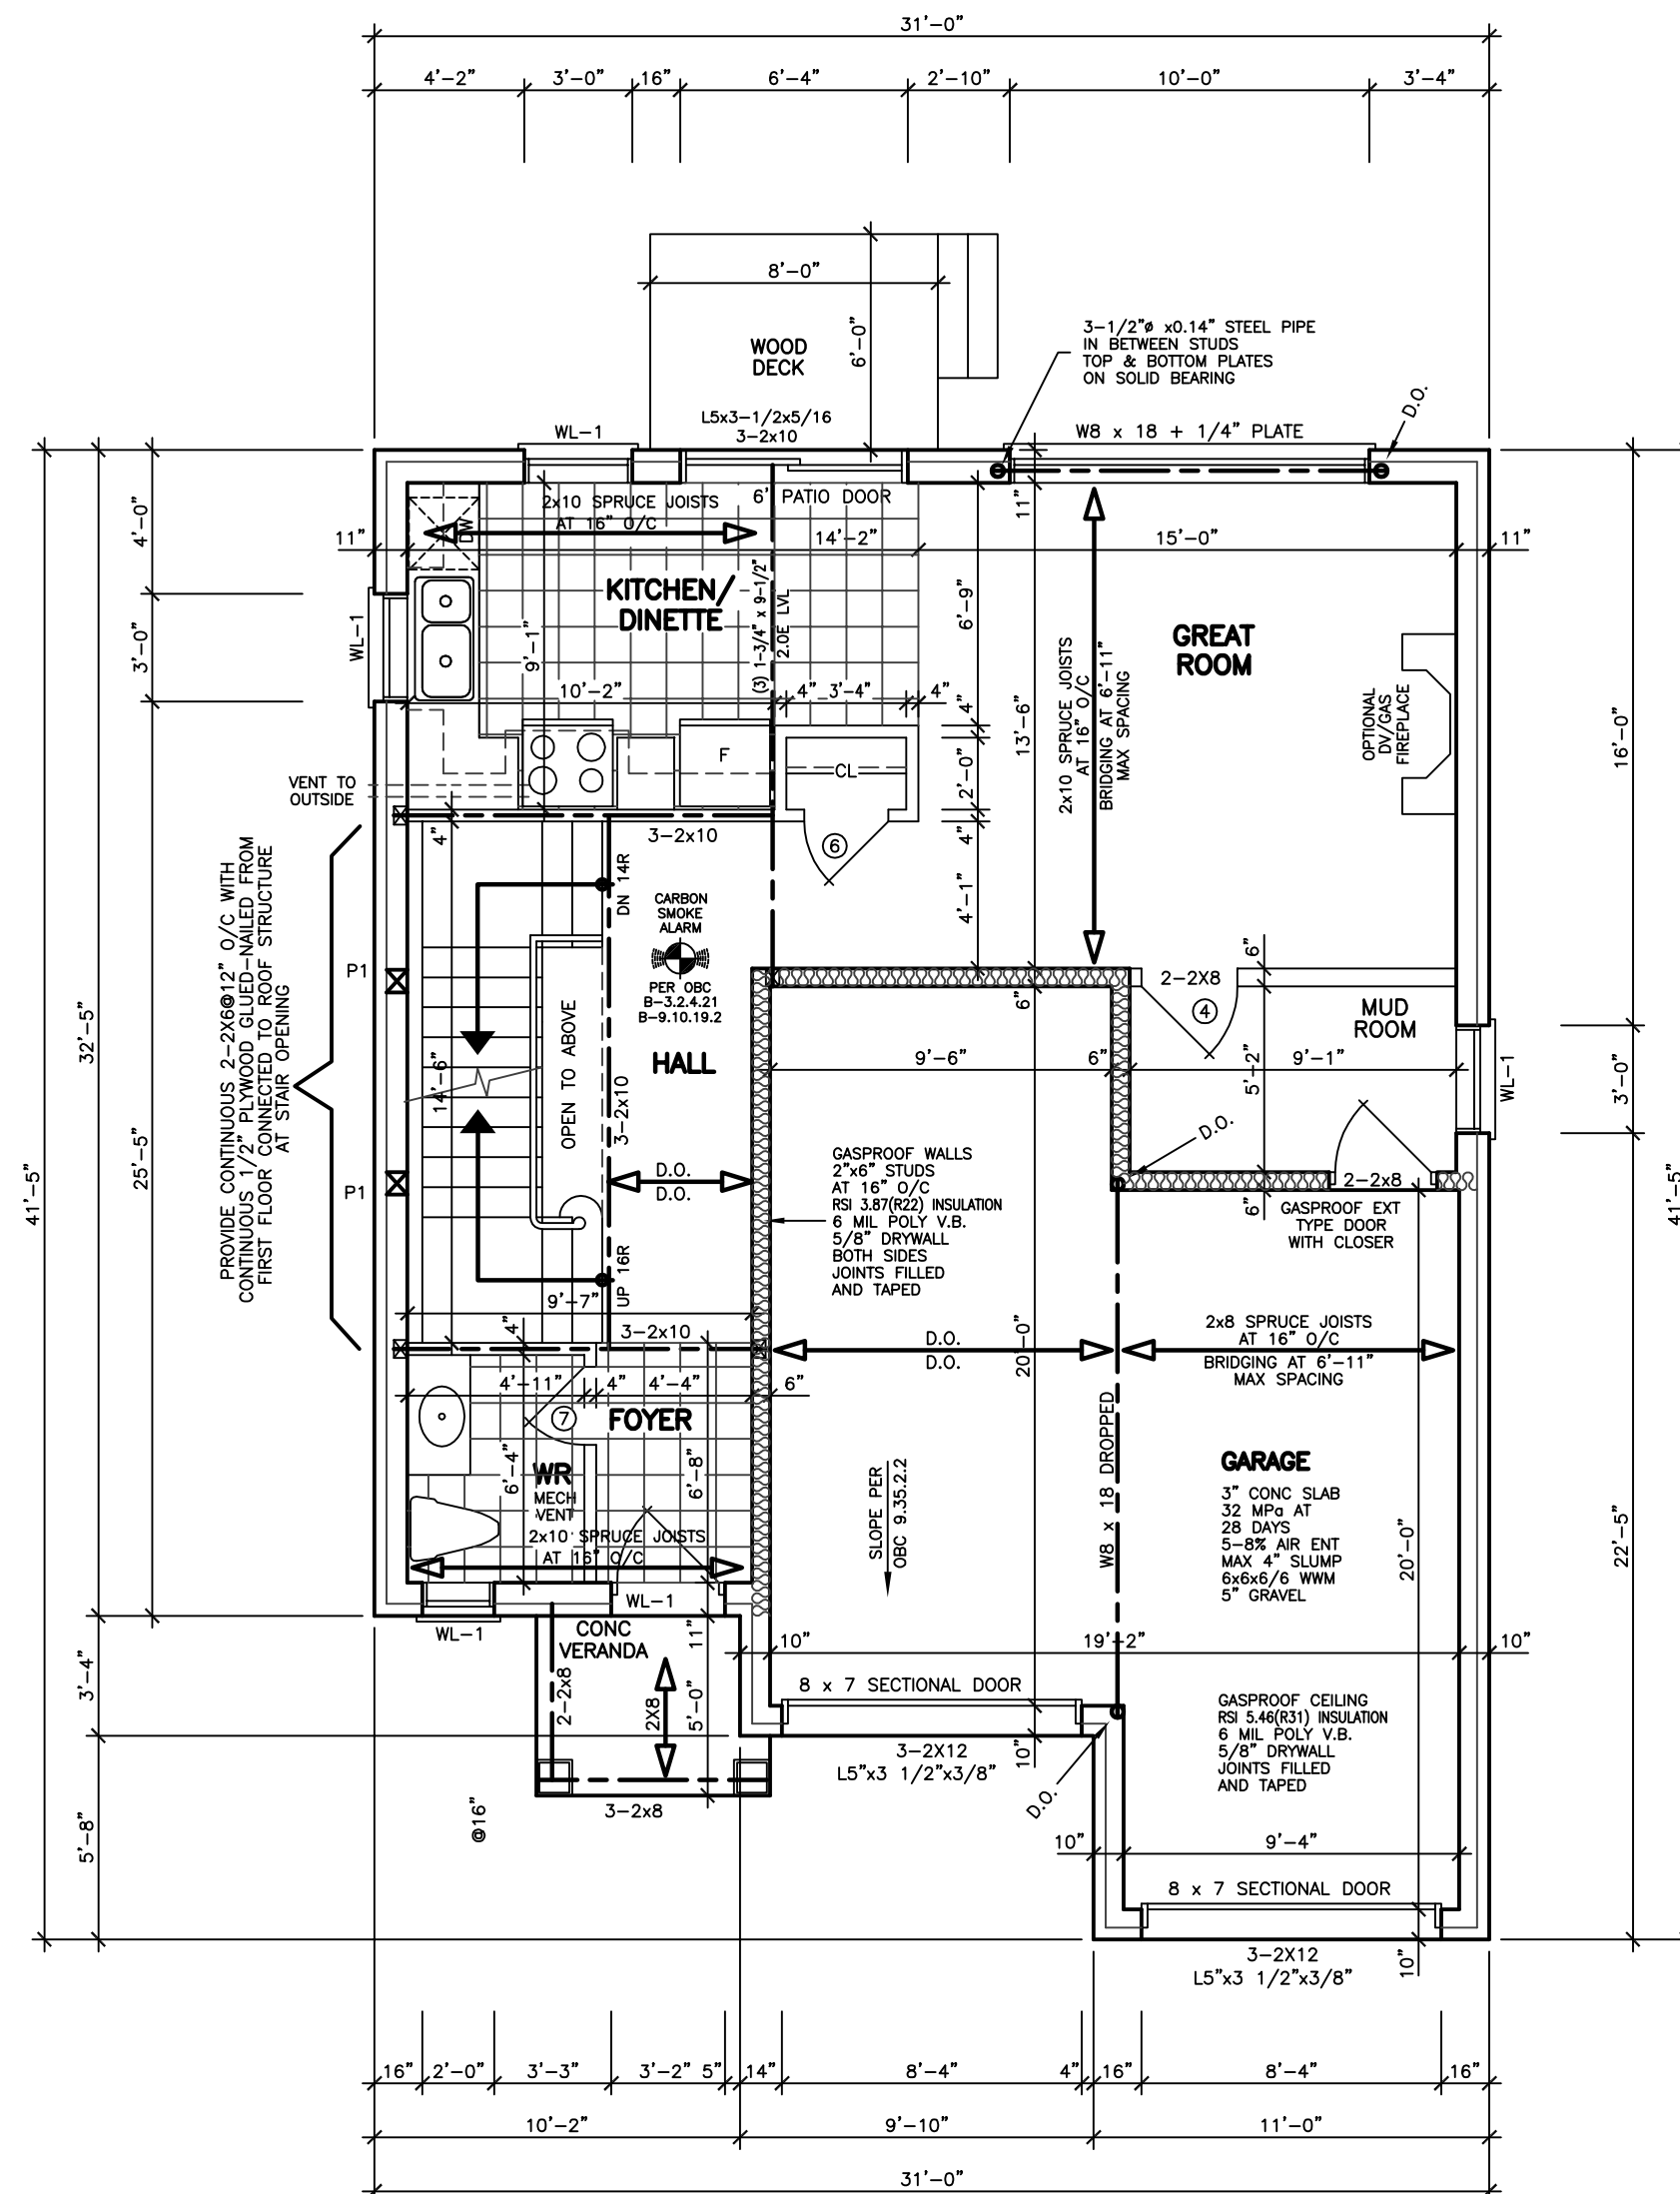 31'-0"
4'-2" 3'-0" 16" 6'-4" 2'-10" 10'-0" 3'-4"
8'-0"
6'-0"
WOOD
DECK
3-1/2"ø x0.14" STEEL PIPE
IN BETWEEN STUDS
TOP & BOTTOM PLATES
ON SOLID BEARING
D.O.
L5x3-1/2x5/16
3-2x10
WL-1
W8 x 18 + 1/4" PLATE
2x10 SPRUCE JOISTS
AT 16" O/C
6' PATIO DOOR
DW
11"
11" 14'-2" 15'-0" 11"
4'-0"
3'-0"
WL-1
KITCHEN/
DINETTE
9'-1"
(3) 1-3/4" x 9-1/2"
2.0E LVL
6'-9"
13'-6"
2x10 SPRUCE JOISTS
AT 16" O/C
BRIDGING AT 6'-11"
MAX SPACING
GREAT
ROOM
OPTIONAL
DV/GAS
FIREPLACE
16'-0"
10'-2" 4" 3'-4" 4"
4"
2'-0"
4"
4'-1"
F
CL
VENT TO
OUTSIDE
4"
3-2x10
6
PROVIDE CONTINUOUS 2-2X6@12" O/C WITH
CONTINUOUS 1/2" PLYWOOD GLUED-NAILED FROM
FIRST FLOOR CONNECTED TO ROOF STRUCTURE
AT STAIR OPENING
DN 14R
CARBON
SMOKE
ALARM
PER OBC
B-3.2.4.21
B-9.10.19.2
P1
P1
HALL
OPEN TO ABOVE
3-2x10
14'-6"
32'-5"
25'-5"
41'-5"
41'-5"
2-2X8
4
6"
MUD
ROOM
6"
9'-6" 6" 9'-1"
5'-2"
WL-1
3'-0"
D.O.
D.O.
D.O.
GASPROOF WALLS
2"x6" STUDS
AT 16" O/C
RSI 3.87(R22) INSULATION
6 MIL POLY V.B.
5/8" DRYWALL
BOTH SIDES
JOINTS FILLED
AND TAPED
2-2x8
6"
GASPROOF EXT
TYPE DOOR
WITH CLOSER
UP 16R
9'-7"
4"
3-2x10
D.O.
D.O.
20'-0"
2x8 SPRUCE JOISTS
AT 16" O/C
BRIDGING AT 6'-11"
MAX SPACING
4'-11" 4" 4'-4" 6"
7
FOYER
6'-4"
6'-8"
WR
MECH
VENT
2x10 SPRUCE JOISTS
AT 16" O/C
SLOPE PER
OBC 9.35.2.2
W8 x 18 DROPPED
GARAGE
3" CONC SLAB
32 MPa AT
28 DAYS
5-8% AIR ENT
MAX 4" SLUMP
6x6x6/6 WWM
5" GRAVEL
20'-0"
22'-5"
WL-1
WL-1
CONC
VERANDA
11"
10" 19'-2" 10"
3'-4"
2-2x8
2X8
5'-0"
8 x 7 SECTIONAL DOOR
10"
3-2X12
L5"x3 1/2"x3/8"
GASPROOF CEILING
RSI 5.46(R31) INSULATION
6 MIL POLY V.B.
5/8" DRYWALL
JOINTS FILLED
AND TAPED
D.O.
3-2x8
@16"
5'-8"
10" 9'-4"
8 x 7 SECTIONAL DOOR
3-2X12
L5"x3 1/2"x3/8"
10"
16" 2'-0" 3'-3" 3'-2" 5" 14" 8'-4" 4" 16" 8'-4" 16"
10'-2" 9'-10" 11'-0"
31'-0"